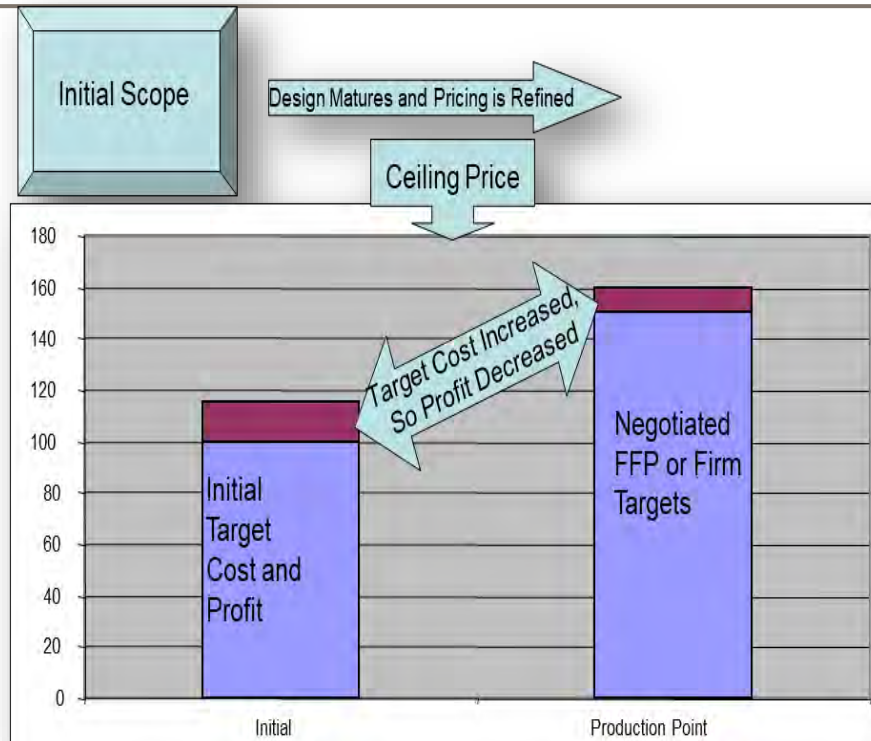 Initial Scope
Design Matures and Pricing is Refined
Ceiling Price
180
160
140
120
100
80
60
40
20
0
Target Cost Increased,
So Profit Decreased
Initial
Target
Cost and
Profit
Negotiated
FFP or Firm
Targets
Initial
Production Point